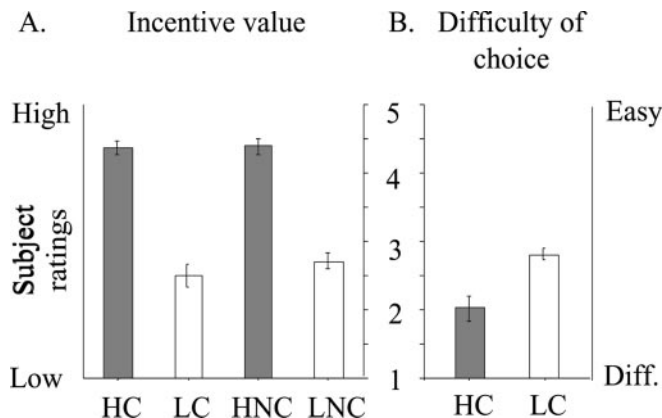 A. Incentive value
B. Difficulty of
choice
High
Low
Subject
ratings
HC LC HNC LNC
5
4
3
2
1
Easy
Diff.
HC LC